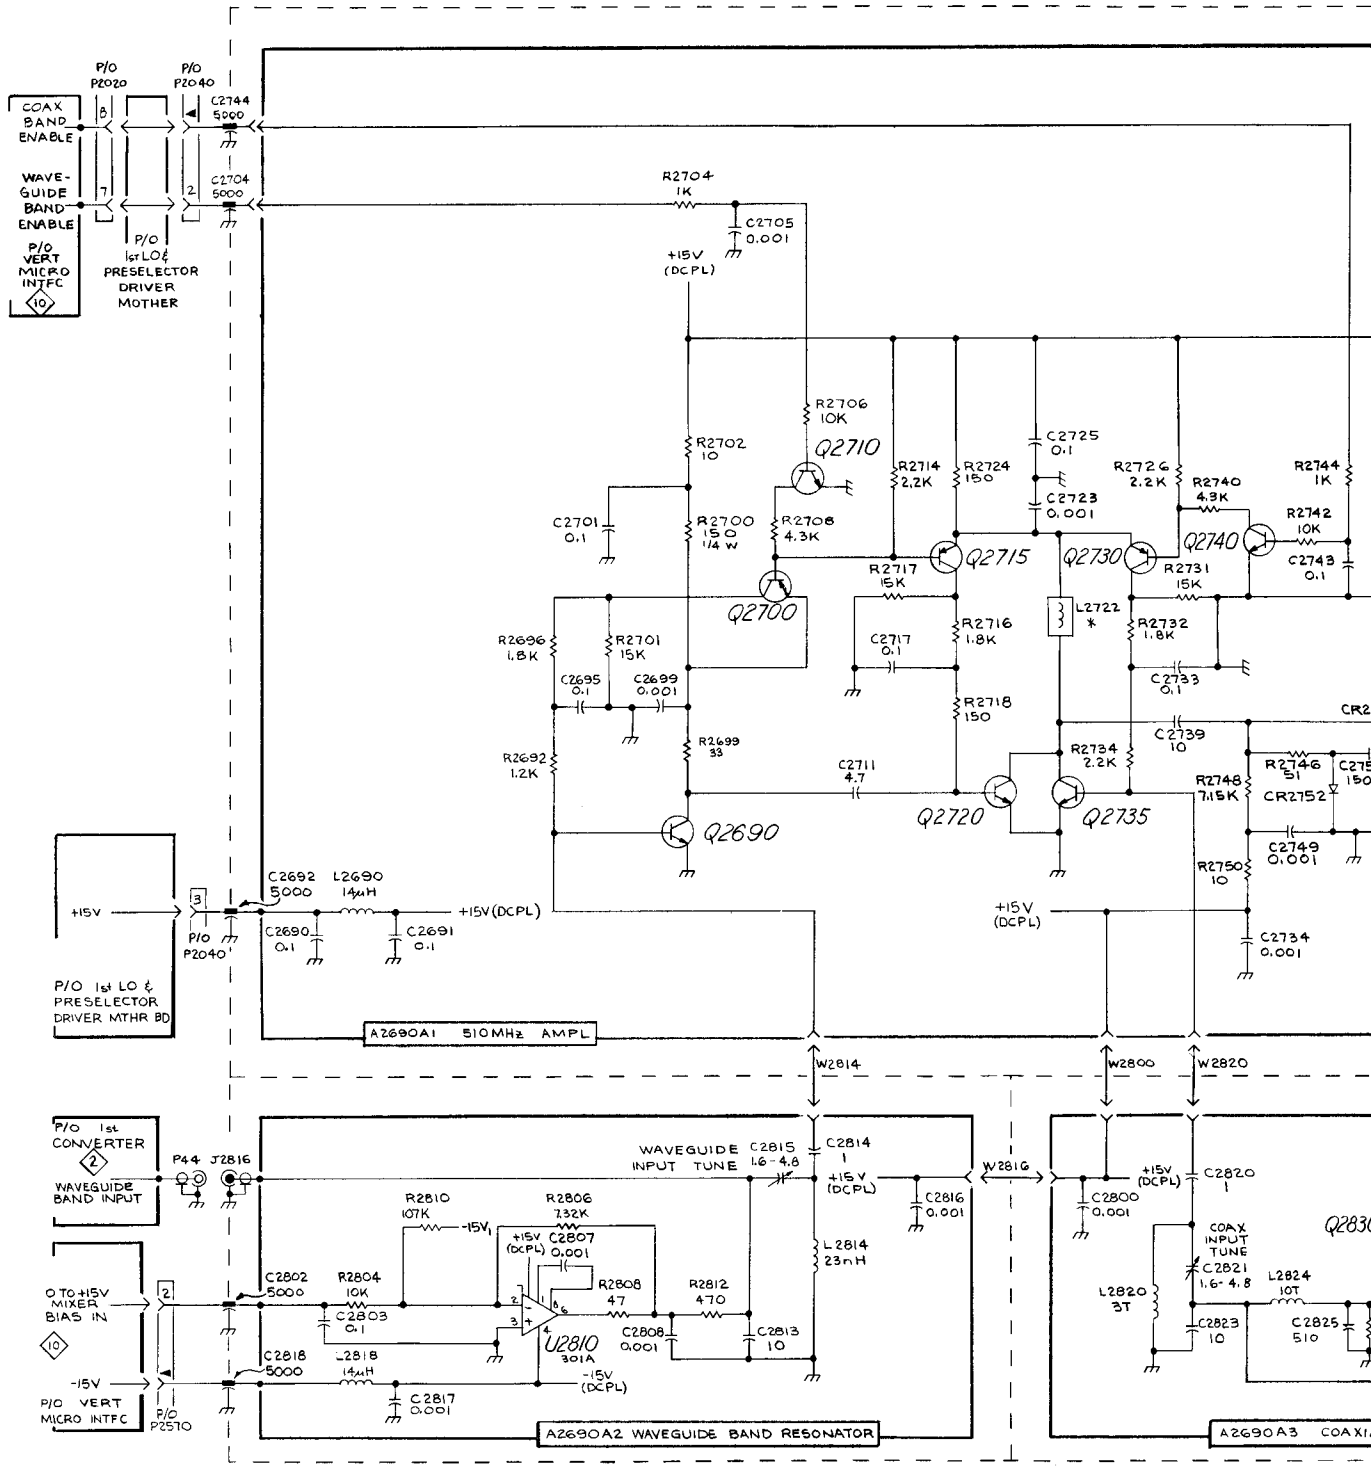 P/O
P2020
P/O
P2040
COAX
BAND
ENABLE
8
C2744
5000
WAVE-
GUIDE
BAND
ENABLE
7
2
C2704
5000
P/O
VERT
MICRO
INTFC
10
P/O
1ST LO &
PRESELECTOR
DRIVER
MOTHER
R2704
1K
C2705
0.001
+15V
(DCPL)
R2706
10K
Q2710
R2702
10
R2714
2.2K
R2724
150
C2725
0.1
R2726
2.2K
R2740
4.3K
R2744
1K
C2701
0.1
R2700
150
1/4 W
R2708
4.3K
C2723
0.001
R2742
10K
Q2715
Q2730
Q2740
C2743
0.1
R2717
15K
R2731
15K
Q2700
L2722
*
R2696
1.8K
R2701
15K
C2717
0.1
R2716
1.8K
R2732
1.8K
C2695
0.1
C2699
0.001
C2733
0.1
R2718
150
CR2
R2692
1.2K
R2699
33
C2711
4.7
C2739
10
R2734
2.2K
R2746
51
C275
150
R2748
7.15K
CR2752
Q2690
Q2720
Q2735
C2749
0.001
R2750
10
+15V
3
P/O
P2040
C2692
5000
L2690
14µH
+15V(DCPL)
C2690
0.1
C2691
0.1
+15V
(DCPL)
C2734
0.001
P/O 1st LO &
PRESELECTOR
DRIVER MTHR BD
A2690A1 510MHz AMPL
W2814
W2800
W2820
P/O 1st
CONVERTER
2
WAVEGUIDE
BAND INPUT
P44
J2816
WAVEGUIDE
INPUT TUNE
C2815
1.6-4.8
C2814
1
+15V
(DCPL)
C2816
0.001
W2816
+15V
(DCPL)
C2800
0.001
C2820
1
R2810
107K
-15V1
R2806
7.32K
+15V
(DCPL)
C2807
0.001
L2814
23nH
COAX
INPUT
TUNE
C2821
1.6-4.8
Q2830
0 TO +15V
MIXER
BIAS IN
10
2
C2802
5000
R2804
10K
C2803
0.1
2
3
-
+
1
8
6
4
U2810
301A
R2808
47
R2812
470
C2808
0.001
C2813
10
L2820
3T
C2823
10
L2824
10T
C2825
510
-15V
P/O VERT
MICRO INTFC
P/O
P2570
C2818
5000
L2818
14µH
C2817
0.001
-15V
(DCPL)
A2690A2 WAVEGUIDE BAND RESONATOR
A2690A3 COAXI